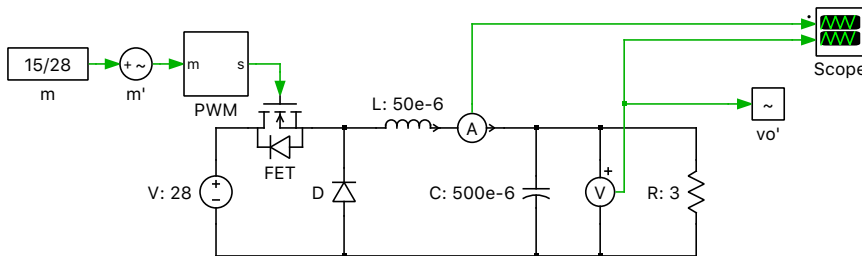 15/28
m
+ ~
m'
m
s
PWM
FET
V: 28
+
−
D
L: 50e-6
A
C: 500e-6
V
+
R: 3
Scope
~
vo'